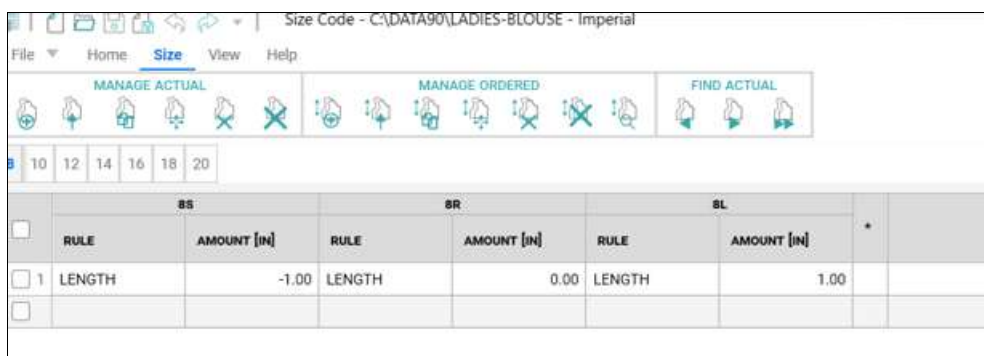 Size Code - C:\DATA90\LADIES-BLOUSE - Imperial
File Home Size View Help
MANAGE ACTUAL MANAGE ORDERED FIND ACTUAL
8 10 12 14 16 18 20
8S 8R 8L
RULE AMOUNT [IN] RULE AMOUNT [IN] RULE AMOUNT [IN] *
1 LENGTH -1.00 LENGTH 0.00 LENGTH 1.00